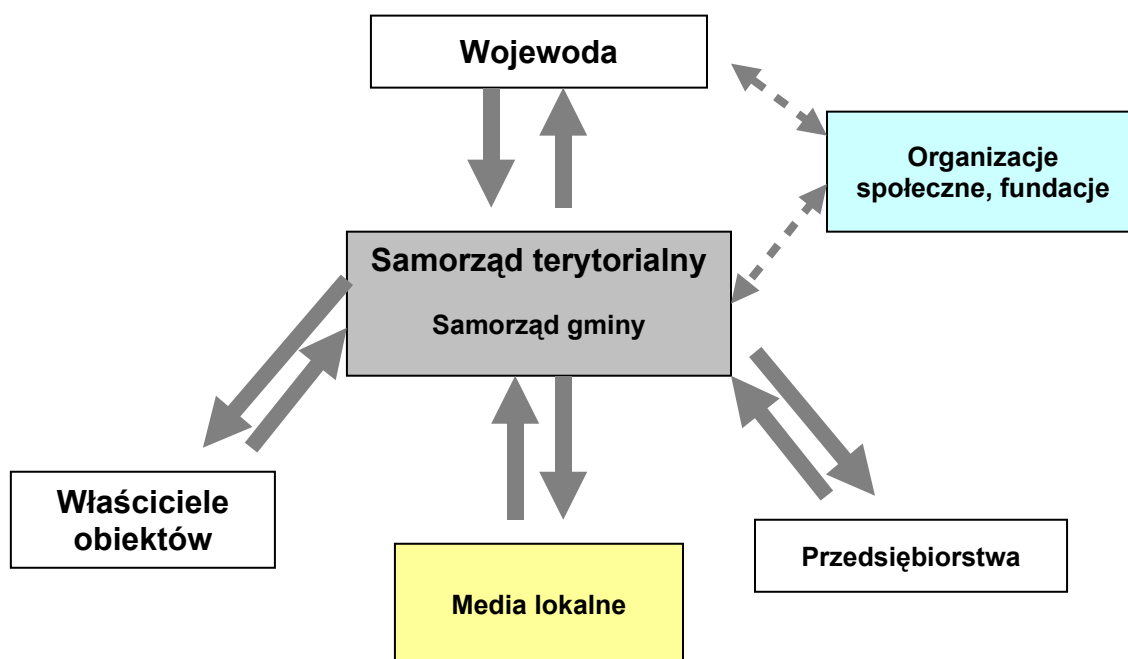 Wojewoda
Organizacje
społeczne, fundacje
Samorząd terytorialny
Samorząd gminy
Właściciele
obiektów
Media lokalne
Przedsiębiorstwa